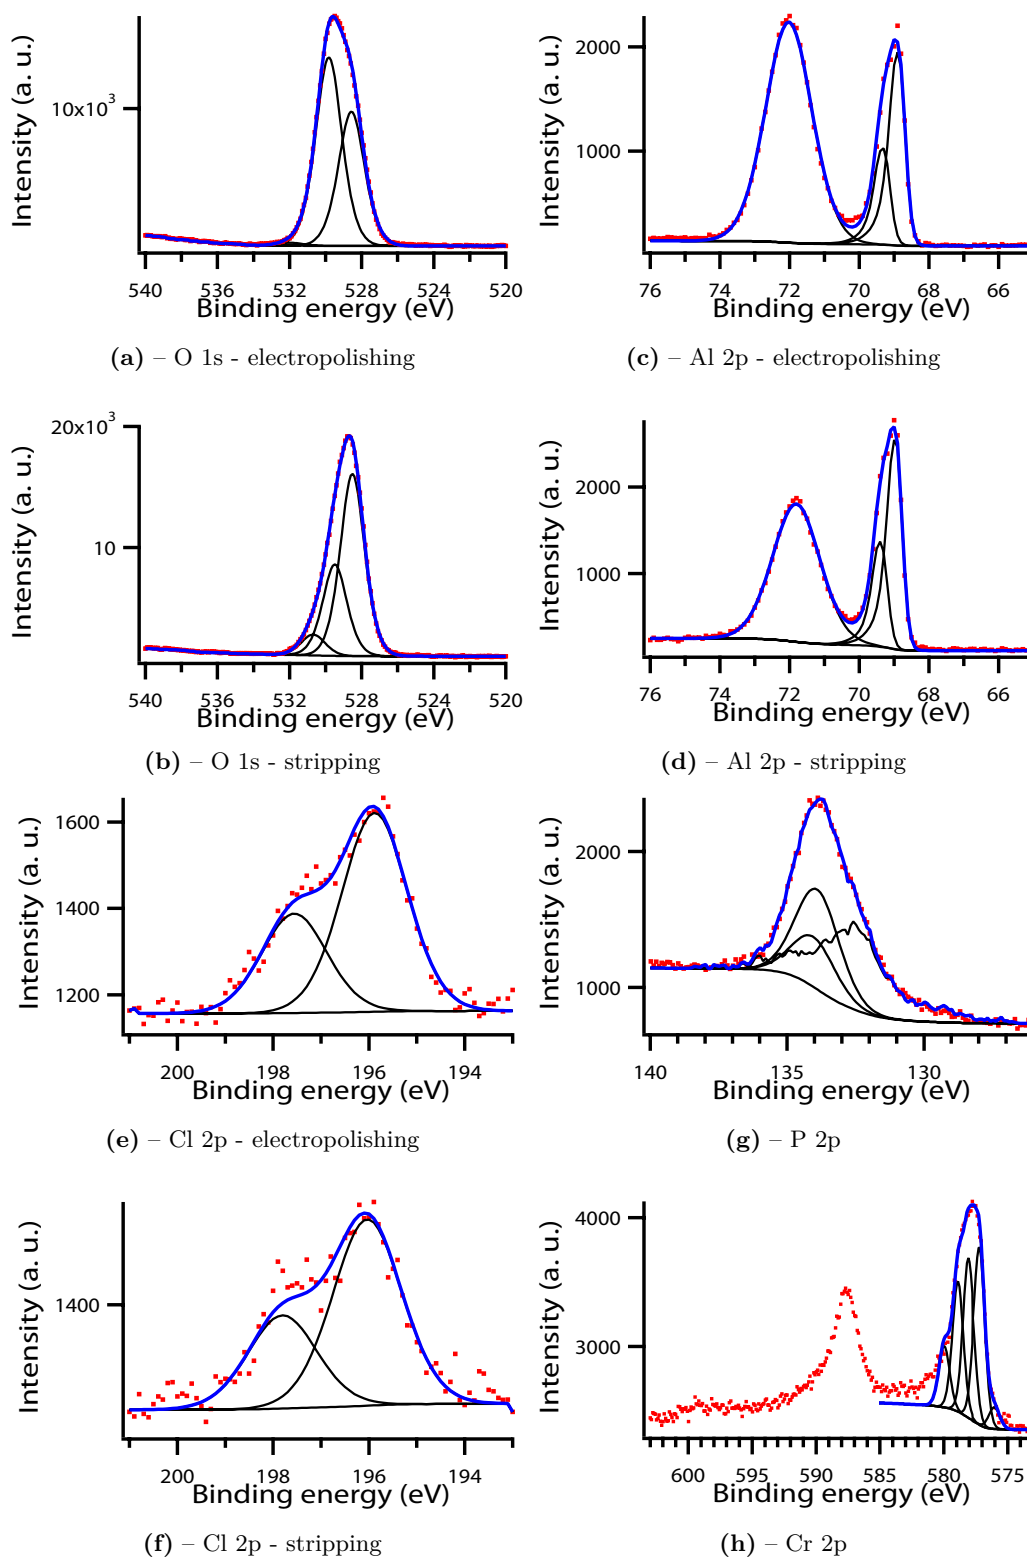 Intensity (a. u.)
10x10³
540 536 532 528 524 520
Binding energy (eV)
(a) – O 1s - electropolishing
Intensity (a. u.)
2000
1000
76 74 72 70 68 66
Binding energy (eV)
(c) – Al 2p - electropolishing
Intensity (a. u.)
20x10³
10
540 536 532 528 524 520
Binding energy (eV)
(b) – O 1s - stripping
Intensity (a. u.)
2000
1000
76 74 72 70 68 66
Binding energy (eV)
(d) – Al 2p - stripping
Intensity (a. u.)
1600
1400
1200
200 198 196 194
Binding energy (eV)
(e) – Cl 2p - electropolishing
Intensity (a. u.)
2000
1000
140 135 130
Binding energy (eV)
(g) – P 2p
Intensity (a. u.)
1400
200 198 196 194
Binding energy (eV)
(f) – Cl 2p - stripping
Intensity (a. u.)
4000
3000
600 595 590 585 580 575
Binding energy (eV)
(h) – Cr 2p